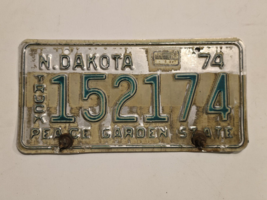 N.DAKOTA 74
TRUCK 152174
PEACE GARDEN STATE